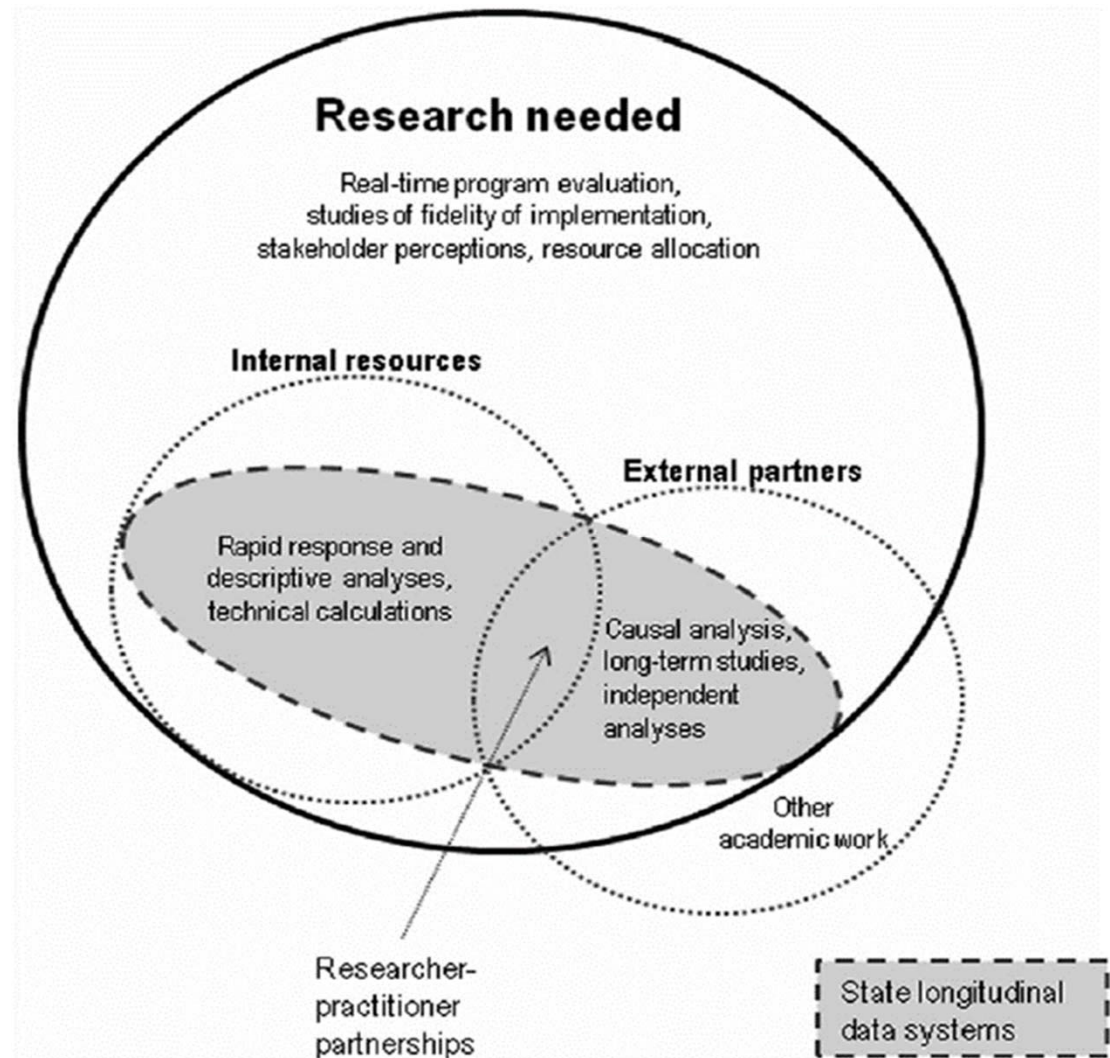 Research needed
Real-time program evaluation,
studies of fidelity of implementation,
stakeholder perceptions, resource allocation
Internal resources
External partners
Rapid response and
descriptive analyses,
technical calculations
Causal analysis,
long-term studies,
independent
analyses
Other
academic work
Researcher-
practitioner
partnerships
State longitudinal
data systems